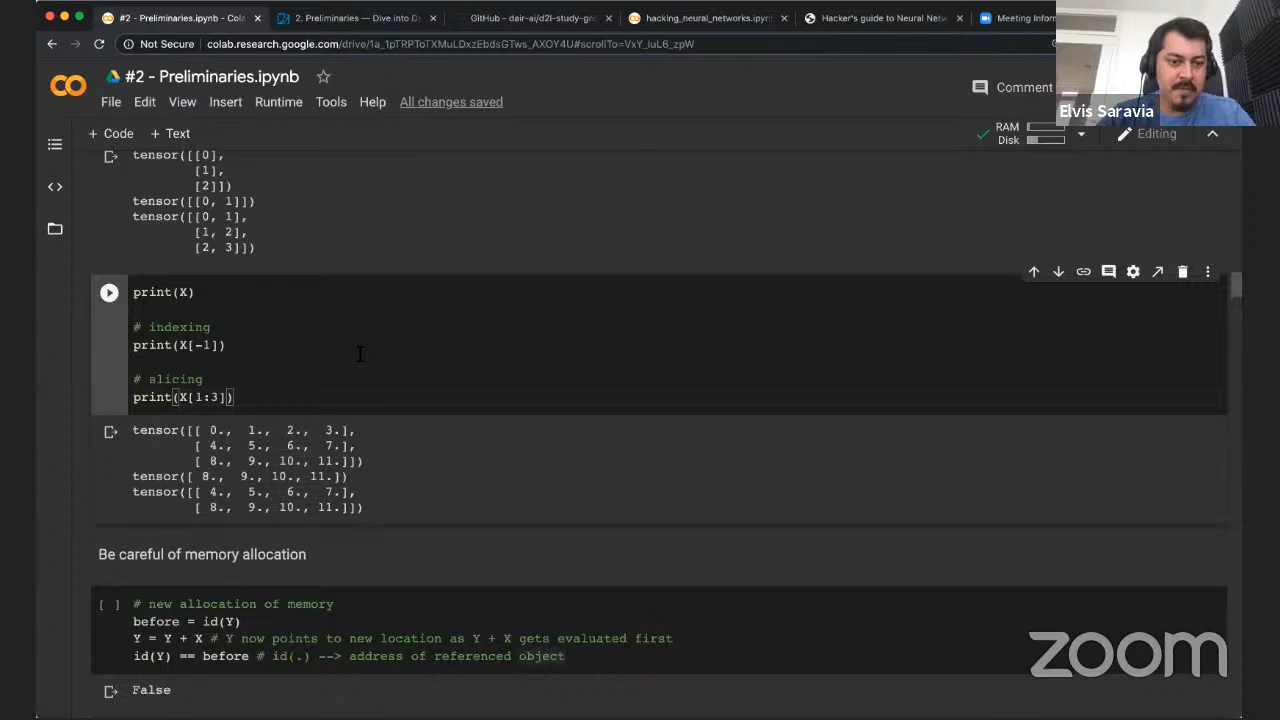 #2 - Preliminaries.ipynb - Cola
2. Preliminaries — Dive into D
GitHub - dair-ai/d2l-study-gr
hacking_neural_networks.ipynb
Hacker's guide to Neural Netw
Meeting Inform
Not Secure
colab.research.google.com/drive/1a_1pTRPToTXMuLDxzEbdsGTws_AXOY4U#scrollTo=VxY_luL6_zpW
#2 - Preliminaries.ipynb
File Edit View Insert Runtime Tools Help All changes saved
Comment
Elvis Saravia
+ Code + Text
RAM
Disk
Editing
tensor([[0],
[1],
[2]])
tensor([[0, 1]])
tensor([[0, 1],
[1, 2],
[2, 3]])
print(X)
# indexing
print(X[-1])
# slicing
print(X[1:3])
tensor([[ 0., 1., 2., 3.],
[ 4., 5., 6., 7.],
[ 8., 9., 10., 11.]])
tensor([ 8., 9., 10., 11.])
tensor([[ 4., 5., 6., 7.],
[ 8., 9., 10., 11.]])
Be careful of memory allocation
[ ] # new allocation of memory
before = id(Y)
Y = Y + X # Y now points to new location as Y + X gets evaluated first
id(Y) == before # id(.) --> address of referenced object
False
zoom